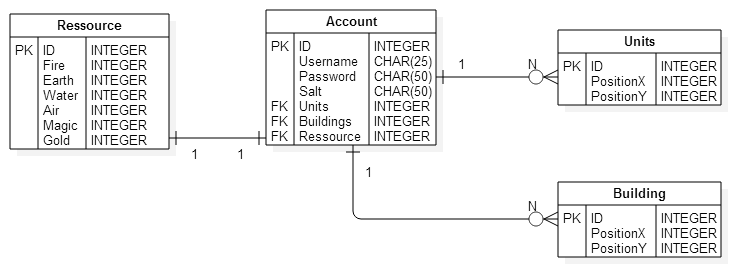 Ressource
PK ID INTEGER
Fire INTEGER
Earth INTEGER
Water INTEGER
Air INTEGER
Magic INTEGER
Gold INTEGER
1 1
Account
PK ID INTEGER
Username CHAR(25)
Password CHAR(50)
Salt CHAR(50)
FK Units INTEGER
FK Buildings INTEGER
FK Ressource INTEGER
1 N
Units
PK ID INTEGER
PositionX INTEGER
PositionY INTEGER
1 N
Building
PK ID INTEGER
PositionX INTEGER
PositionY INTEGER